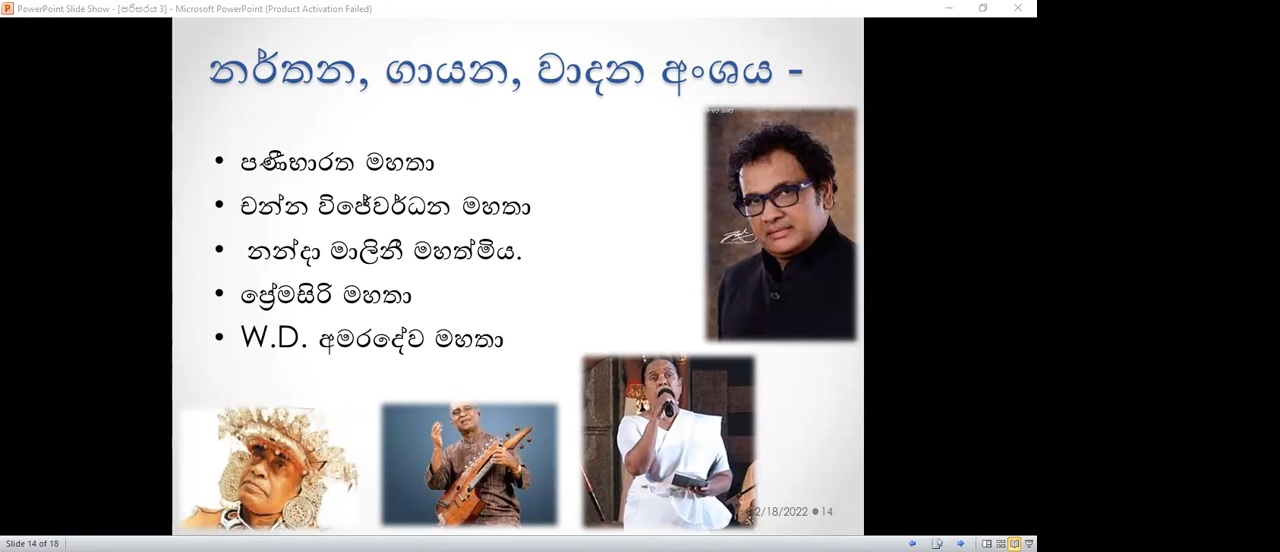 PowerPoint Slide Show - [පරිසරය 3] - Microsoft PowerPoint (Product Activation Failed)
නර්තන, ගායන, වාදන අංශය -
• පණීභාරත මහතා
• චන්න විජේවර්ධන මහතා
• නන්දා මාලිනී මහත්මිය.
• ප්‍රේමසිරි මහතා
• W.D. අමරදේව මහතා
2/18/2022 ●14
Slide 14 of 18